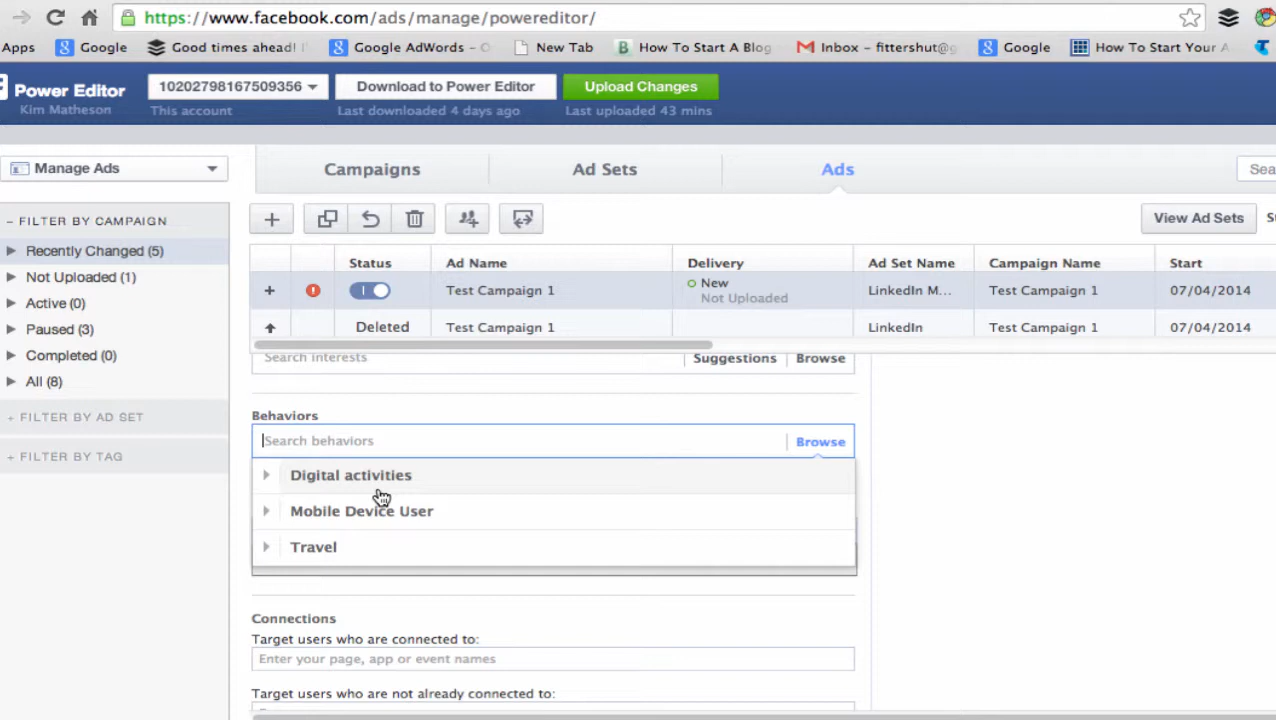 https://www.facebook.com/ads/manage/powereditor/
Apps Google Good times ahead! Google AdWords - New Tab How To Start A Blog Inbox - fittershut@g Google How To Start Your
Power Editor
Kim Matheson
10202798167509356
This account
Download to Power Editor
Last downloaded 4 days ago
Upload Changes
Last uploaded 43 mins
Manage Ads
Campaigns Ad Sets Ads
Sea
– FILTER BY CAMPAIGN
Recently Changed (5)
Not Uploaded (1)
Active (0)
Paused (3)
Completed (0)
All (8)
+ FILTER BY AD SET
+ FILTER BY TAG
View Ad Sets
Status Ad Name Delivery Ad Set Name Campaign Name Start
Test Campaign 1 New LinkedIn M... Test Campaign 1 07/04/2014
Not Uploaded
Deleted Test Campaign 1 LinkedIn Test Campaign 1 07/04/2014
Search interests Suggestions Browse
Behaviors
Search behaviors Browse
Digital activities
Mobile Device User
Travel
Connections
Target users who are connected to:
Enter your page, app or event names
Target users who are not already connected to: